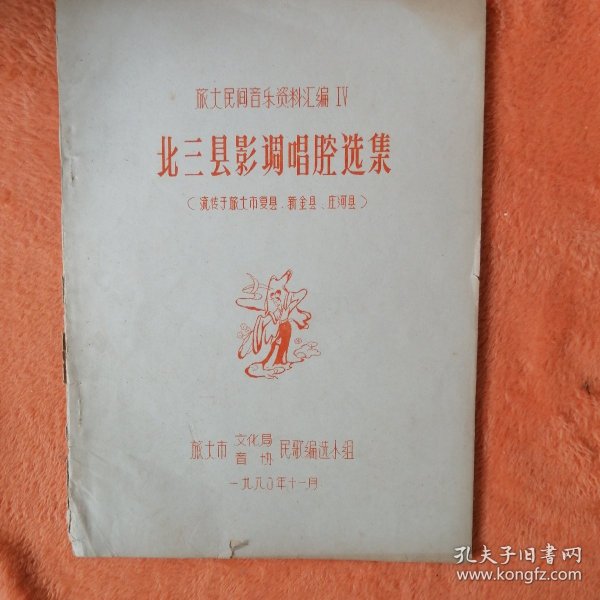 旅大民间音乐资料汇编 IV
北三县影调唱腔选集
(流传于旅大市复县、新金县、庄河县)
旅大市 文化局 音协 民歌编选小组
一九八〇年十一月
孔夫子旧书网
www.kongfz.com